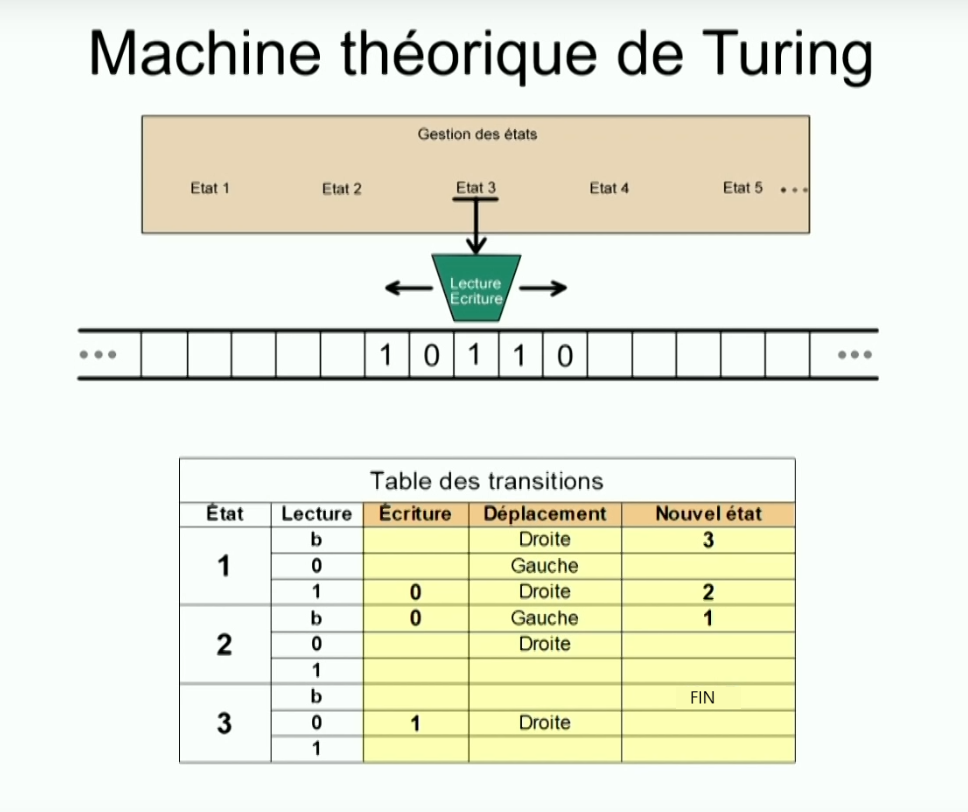 Machine théorique de Turing
Gestion des états
Etat 1 Etat 2 Etat 3 Etat 4 Etat 5 •••
Lecture
Ecriture
••• 1 0 1 1 0 •••
Table des transitions
État Lecture Écriture Déplacement Nouvel état
b Droite 3
1 0 Gauche
1 0 Droite 2
b 0 Gauche 1
2 0 Droite
1
b FIN
3 0 1 Droite
1